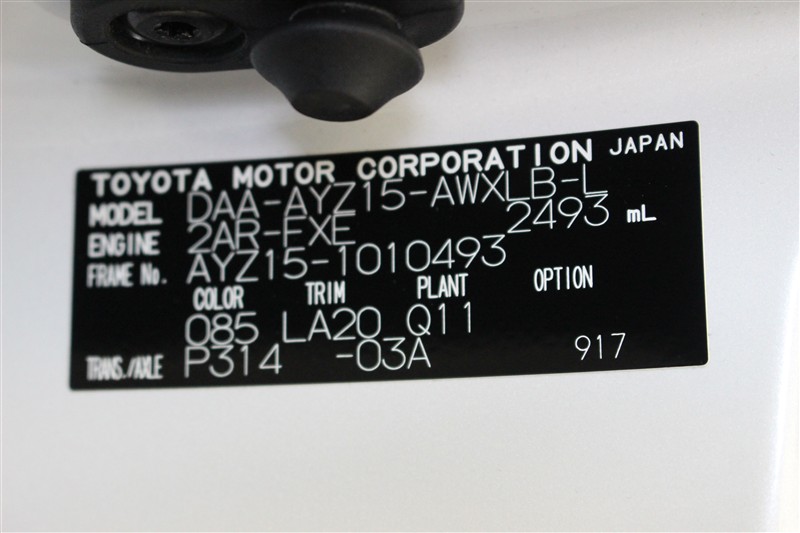 TOYOTA MOTOR CORPORATION JAPAN
MODEL DAA-AYZ15-AWXLB-L
ENGINE 2AR-FXE 2493 mL
FRAME No. AYZ15-1010493
COLOR TRIM PLANT OPTION
085 LA20 Q11
TRANS./AXLE P314 -03A 917